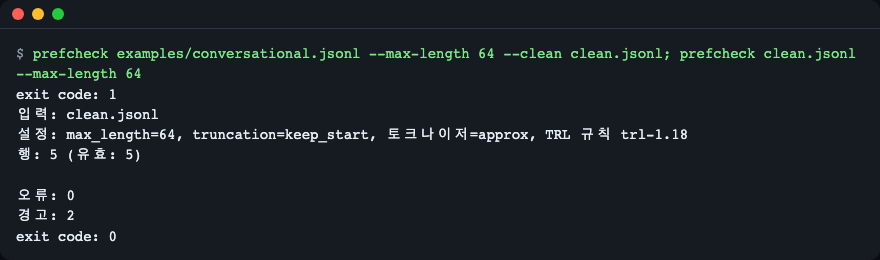 $ prefcheck examples/conversational.jsonl --max-length 64 --clean clean.jsonl; prefcheck clean.jsonl
--max-length 64
exit code: 1
입력: clean.jsonl
설정: max_length=64, truncation=keep_start, 토크나이저=approx, TRL 규칙 trl-1.18
행: 5 (유효: 5)

오류: 0
경고: 2
exit code: 0